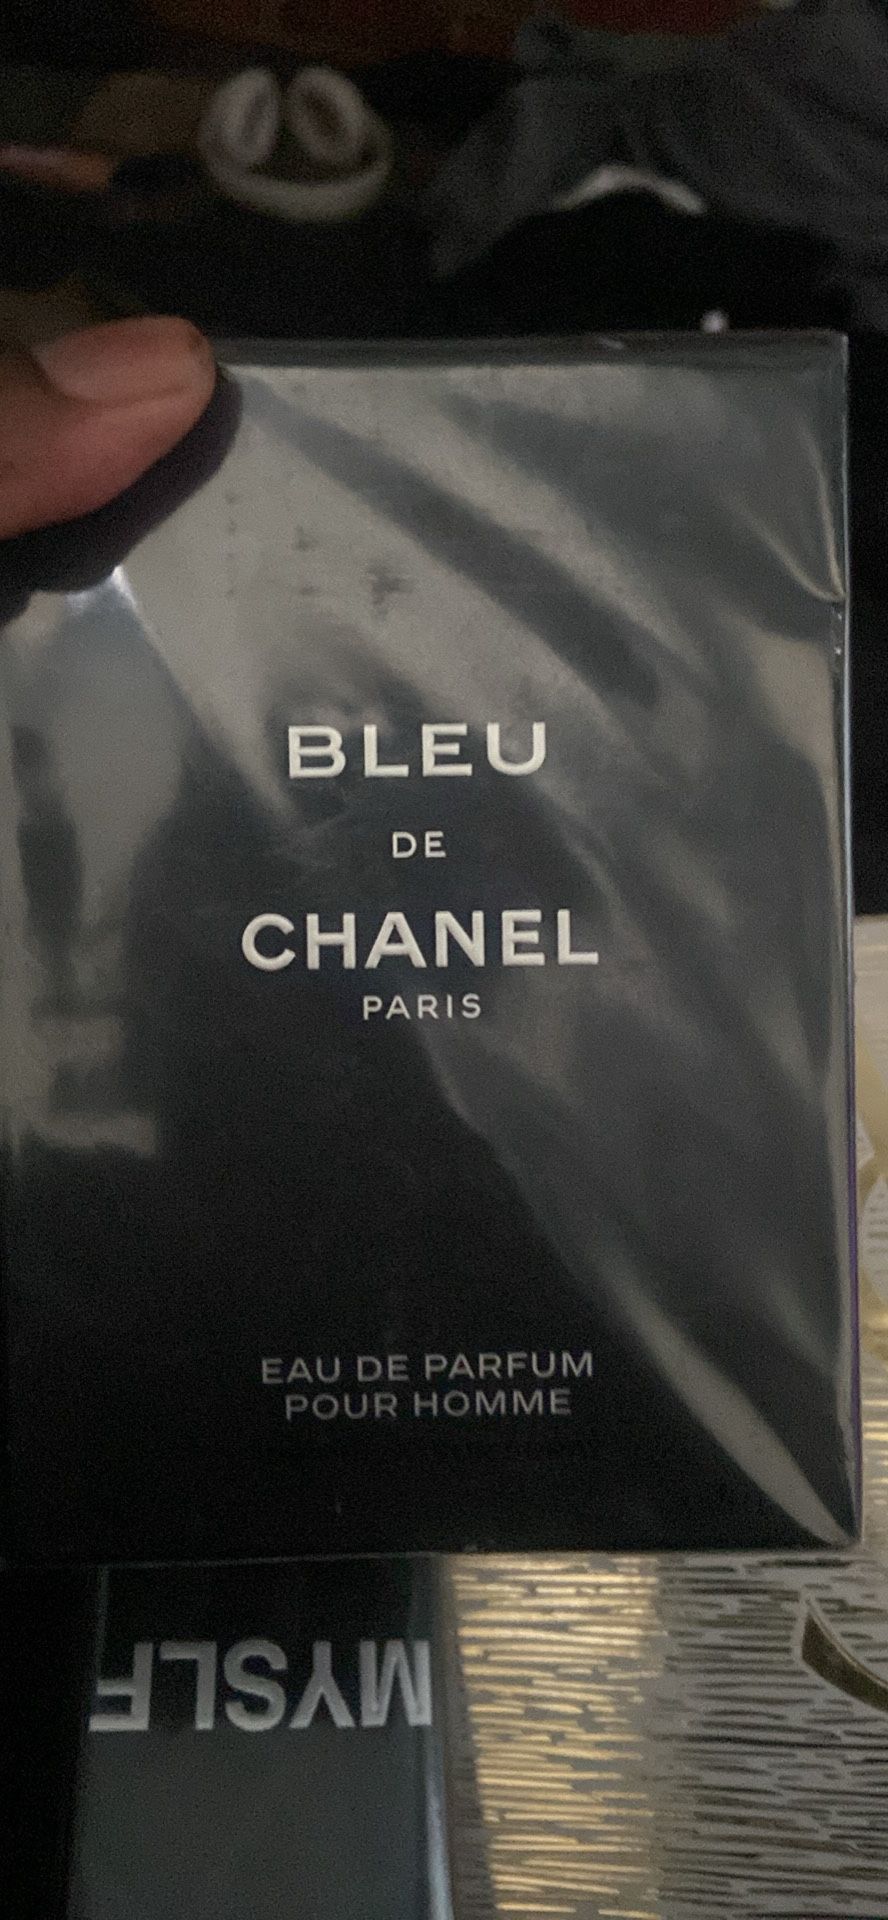 BLEU
DE
CHANEL
PARIS
EAU DE PARFUM
POUR HOMME
MYSLF